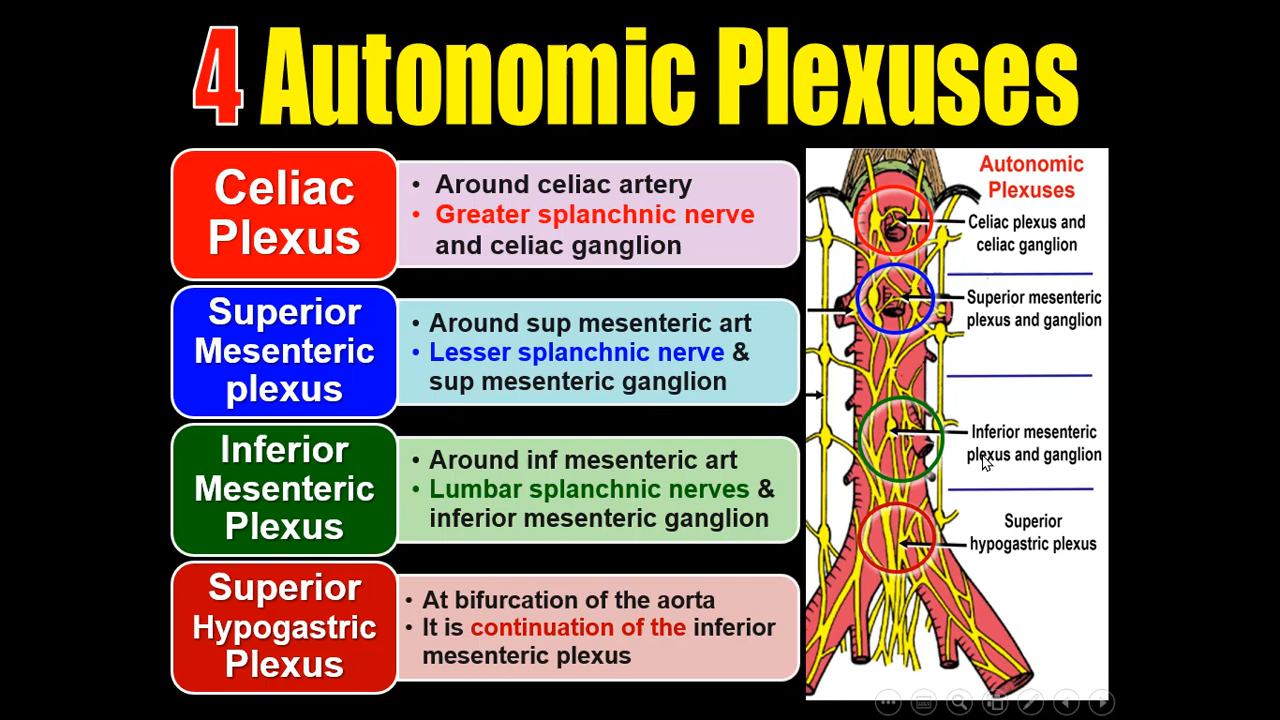 4 Autonomic Plexuses
Celiac
Plexus
• Around celiac artery
• Greater splanchnic nerve
and celiac ganglion
Superior
Mesenteric
plexus
• Around sup mesenteric art
• Lesser splanchnic nerve &
sup mesenteric ganglion
Inferior
Mesenteric
Plexus
• Around inf mesenteric art
• Lumbar splanchnic nerves &
inferior mesenteric ganglion
Superior
Hypogastric
Plexus
• At bifurcation of the aorta
• It is continuation of the inferior
mesenteric plexus
Autonomic
Plexuses
Celiac plexus and
celiac ganglion
Superior mesenteric
plexus and ganglion
Inferior mesenteric
plexus and ganglion
Superior
hypogastric plexus